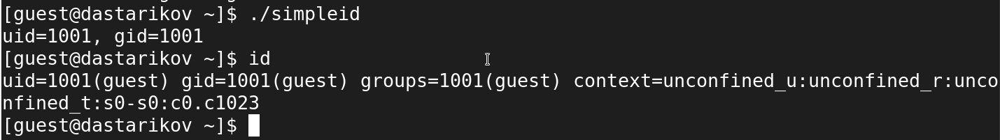 [guest@dastarikov ~]$ ./simpleid
uid=1001, gid=1001
[guest@dastarikov ~]$ id
uid=1001(guest) gid=1001(guest) groups=1001(guest) context=unconfined_u:unconfined_r:unco
nfined_t:s0-s0:c0.c1023
[guest@dastarikov ~]$